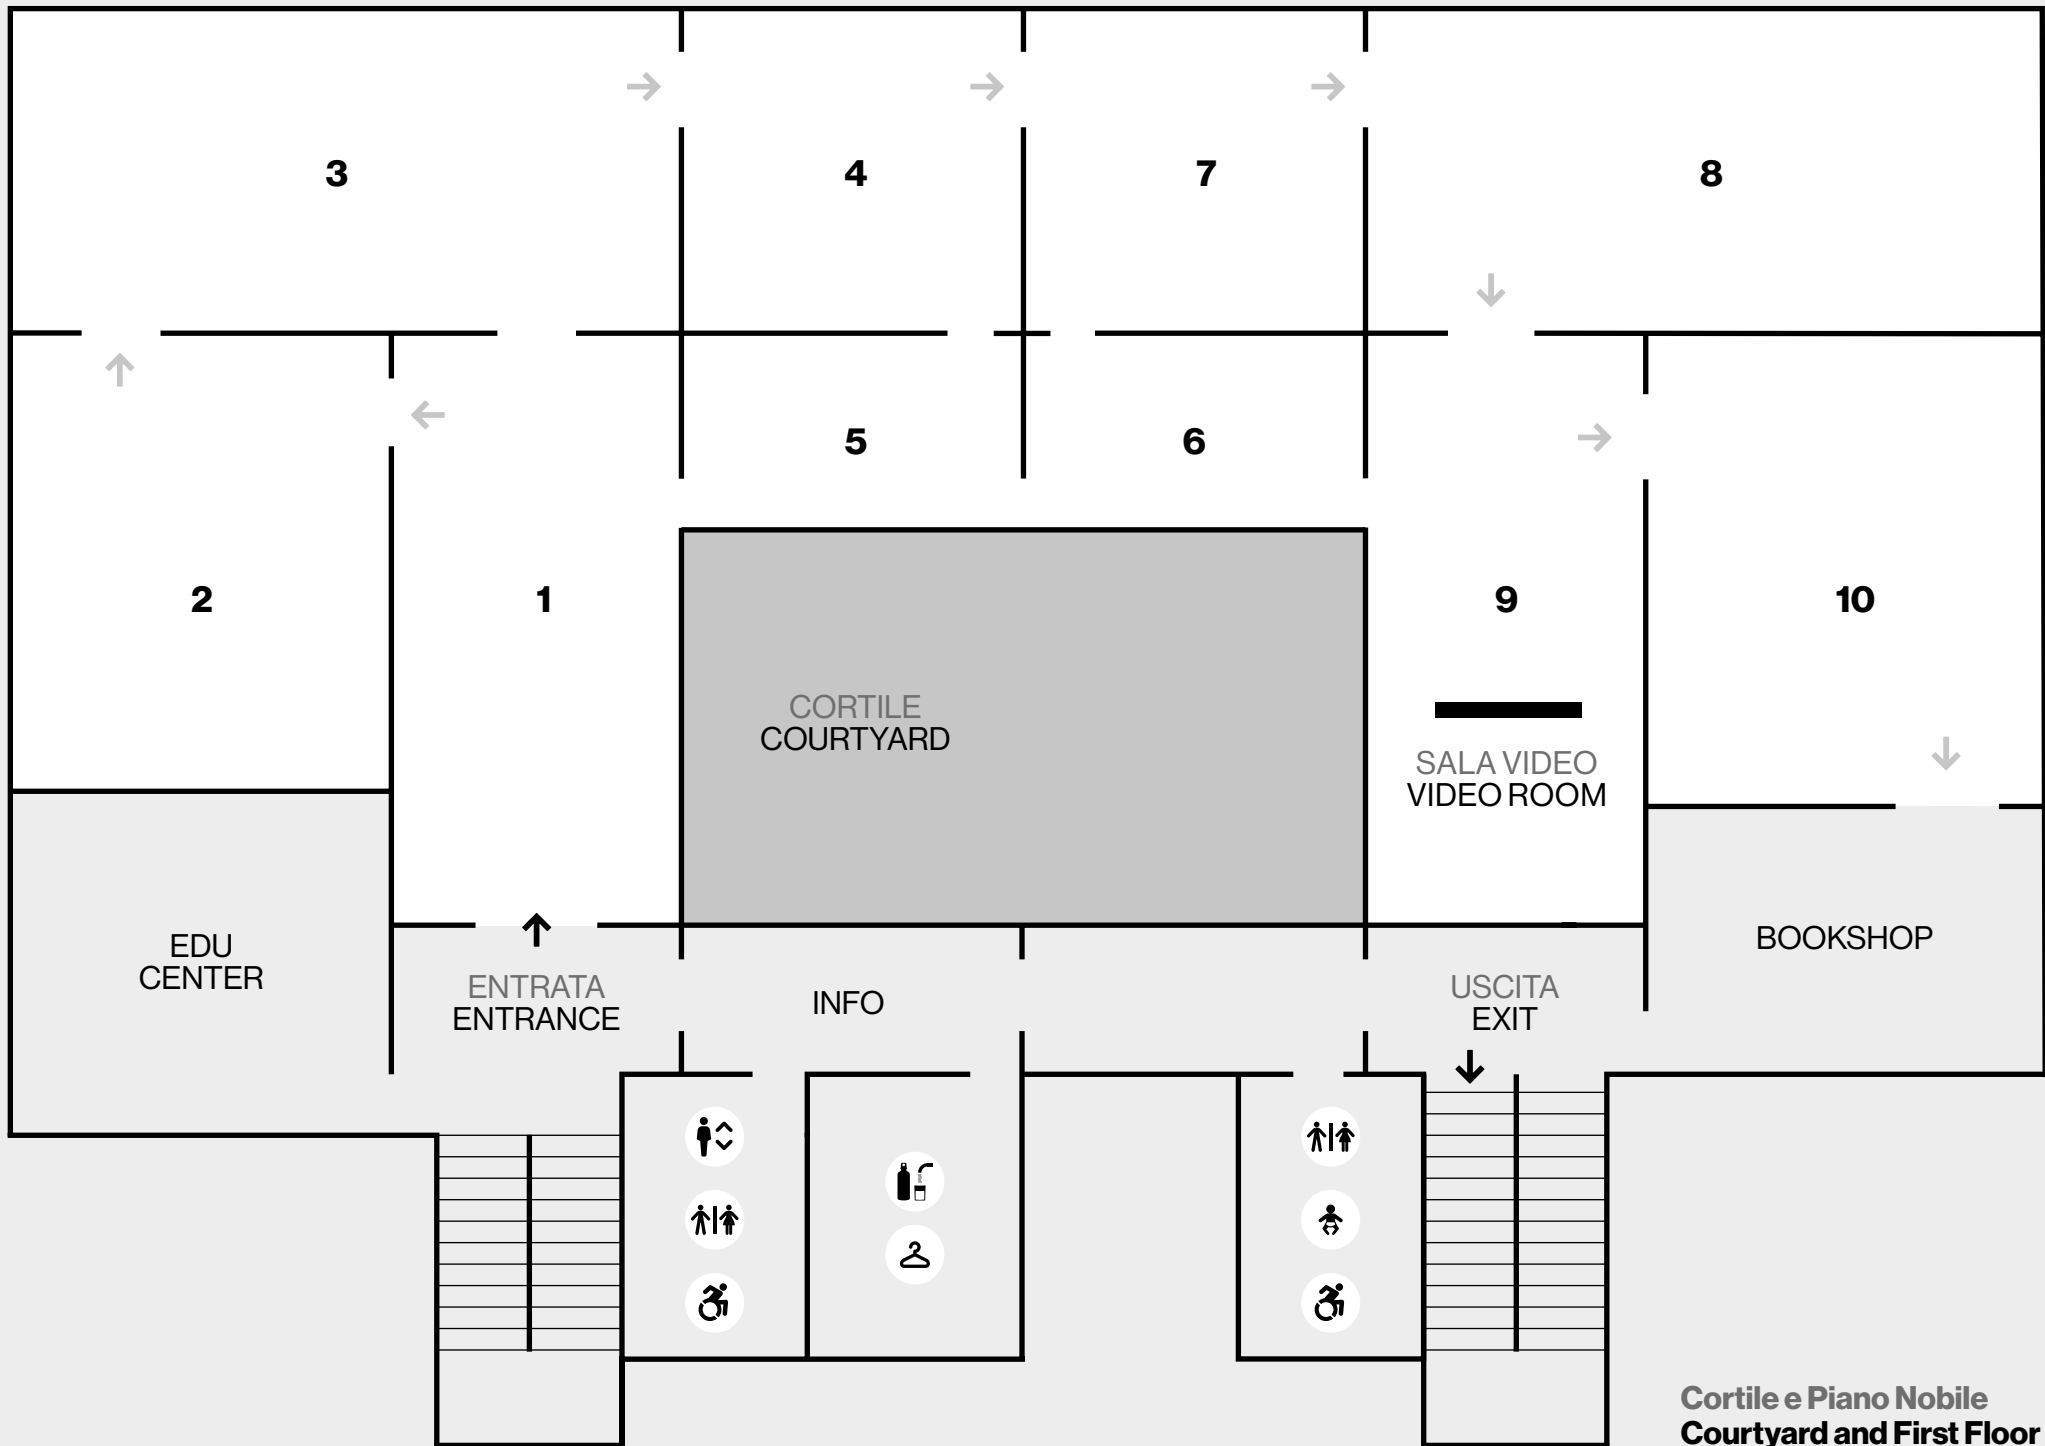 3
4
7
8
5
6
2
1
9
10
CORTILE
COURTYARD
SALA VIDEO
VIDEO ROOM
EDU
CENTER
ENTRATA
ENTRANCE
INFO
USCITA
EXIT
BOOKSHOP
Cortile e Piano Nobile
Courtyard and First Floor